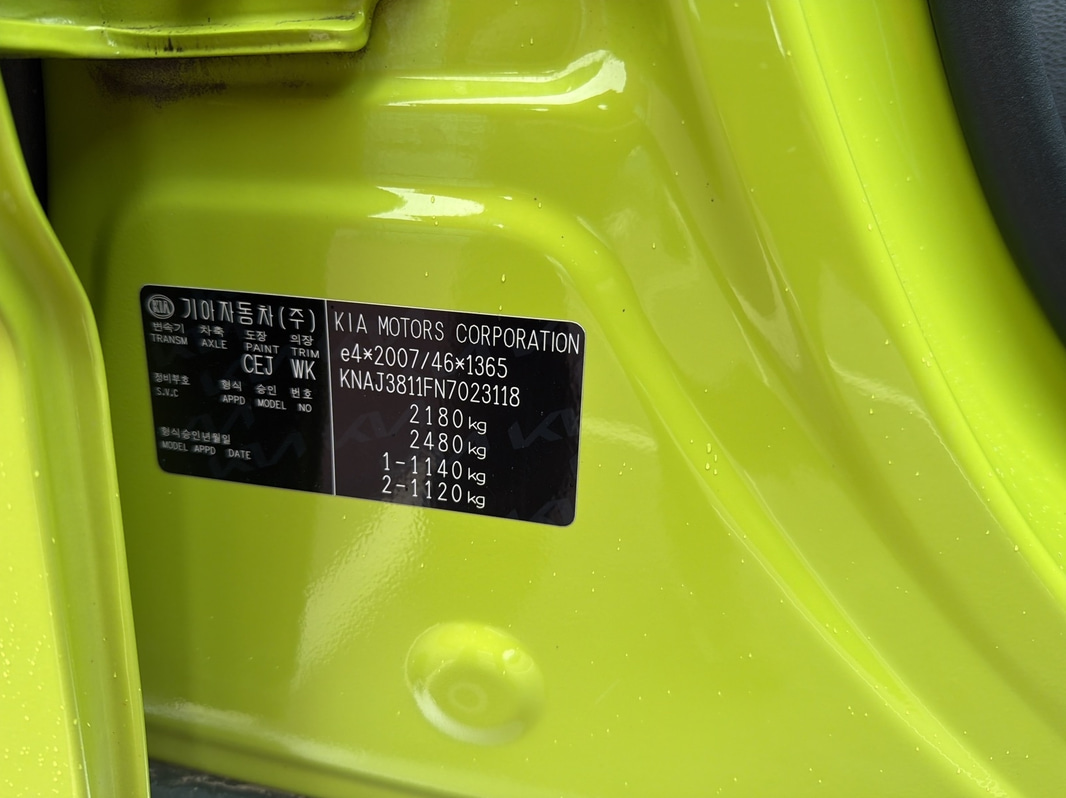 KIA 기아자동차(주)
변속기 차축 도장 의장
TRANSM AXLE PAINT TRIM
CEJ WK
정비부호 형식 승인 번호
S.V.C APPD MODEL NO
형식승인년월일
MODEL APPD DATE
KIA MOTORS CORPORATION
e4*2007/46*1365
KNAJ3811FN7023118
2180kg
2480kg
1-1140kg
2-1120kg